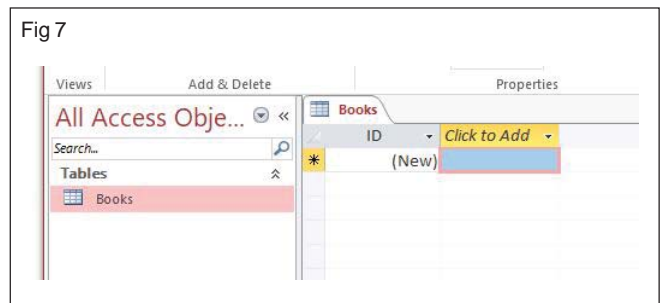 Fig 7
Views Add & Delete Properties
All Access Obje... «
Search...
Tables
Books
Books
ID Click to Add
* (New)